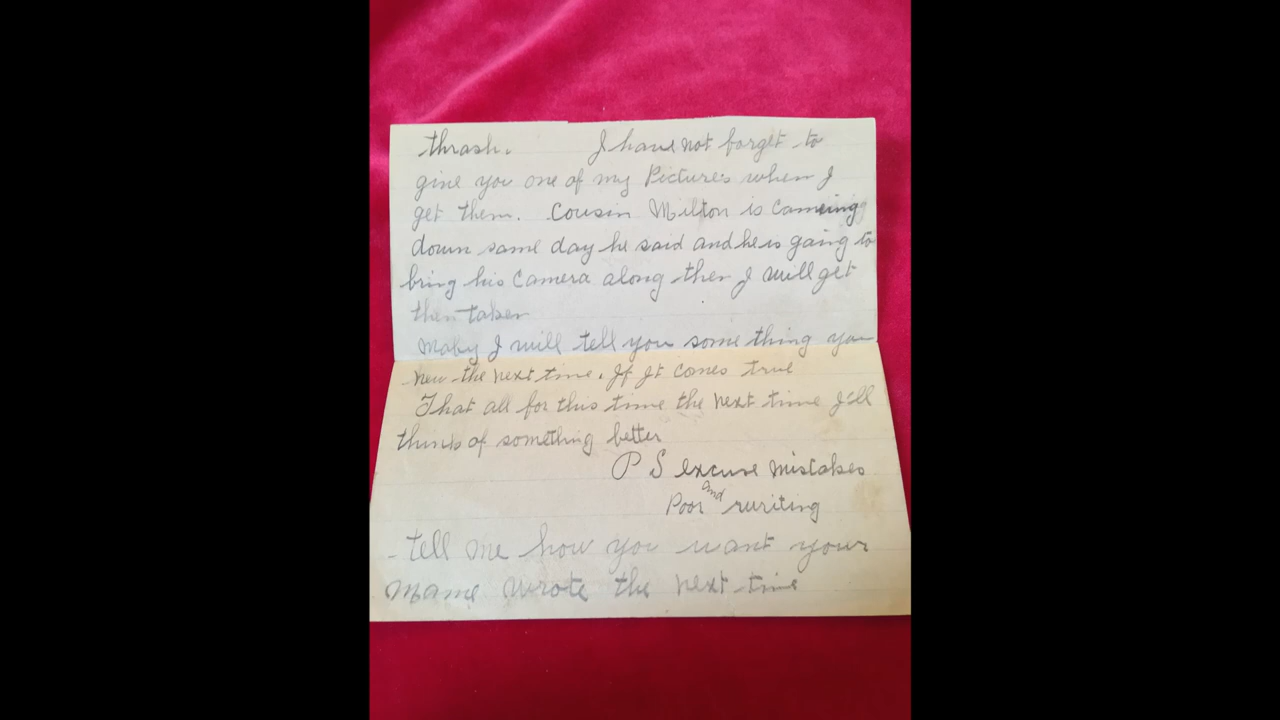 thrash. I have not forget to
give you one of my Pictures when I
get them. Cousin Milton is Comeing
down some day he said and he is going to
bring his Camera along then I will get
then taken
I will tell you some thing you
new the next time. If It comes true
That all for this time the next time I'll
think of something better
P S excuse mistakes
Poor and writing
tell me how you want your
Name Wrote the next time